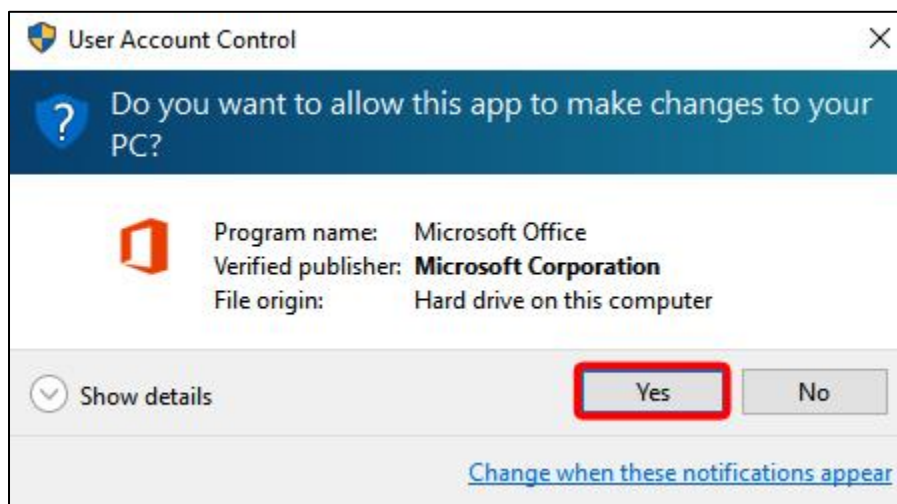 User Account Control
Do you want to allow this app to make changes to your
PC?
Program name: Microsoft Office
Verified publisher: Microsoft Corporation
File origin: Hard drive on this computer
Show details
Yes
No
Change when these notifications appear